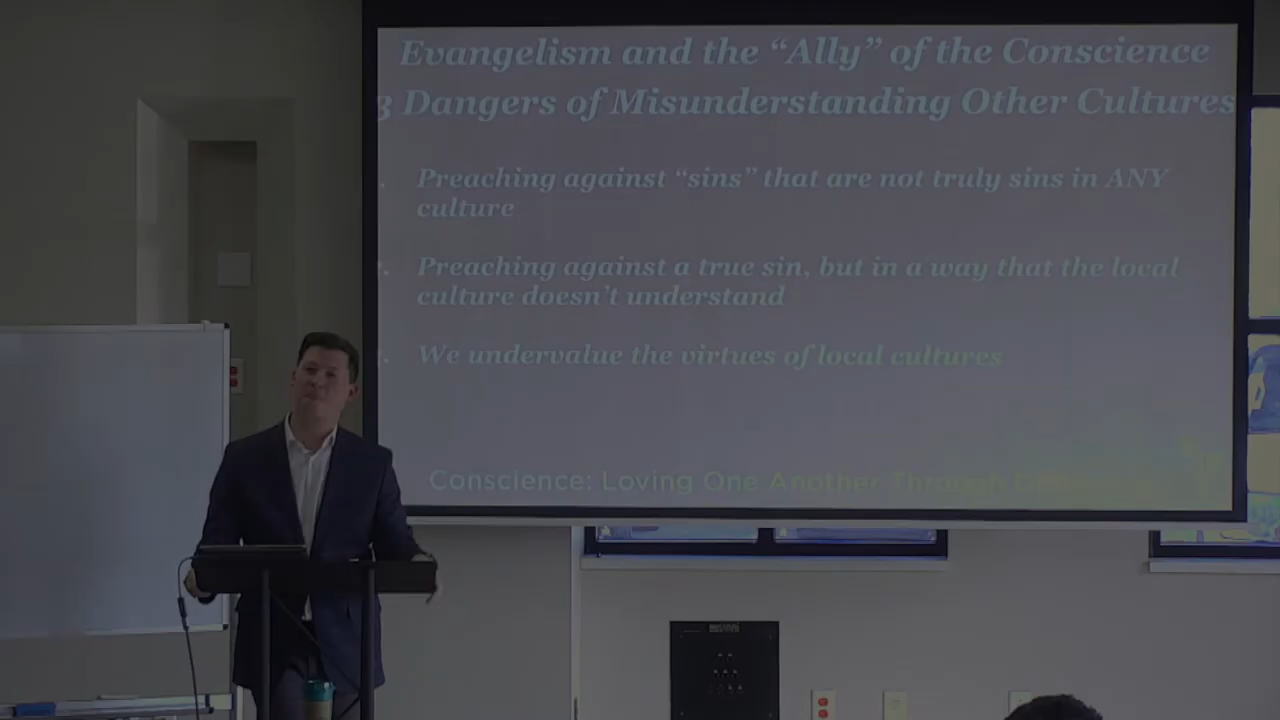 Evangelism and the “Ally” of the Conscience
3 Dangers of Misunderstanding Other Cultures
Preaching against “sins” that are not truly sins in ANY
culture
Preaching against a true sin, but in a way that the local
culture doesn’t understand
We undervalue the virtues of local cultures
Conscience: Loving One Another Through